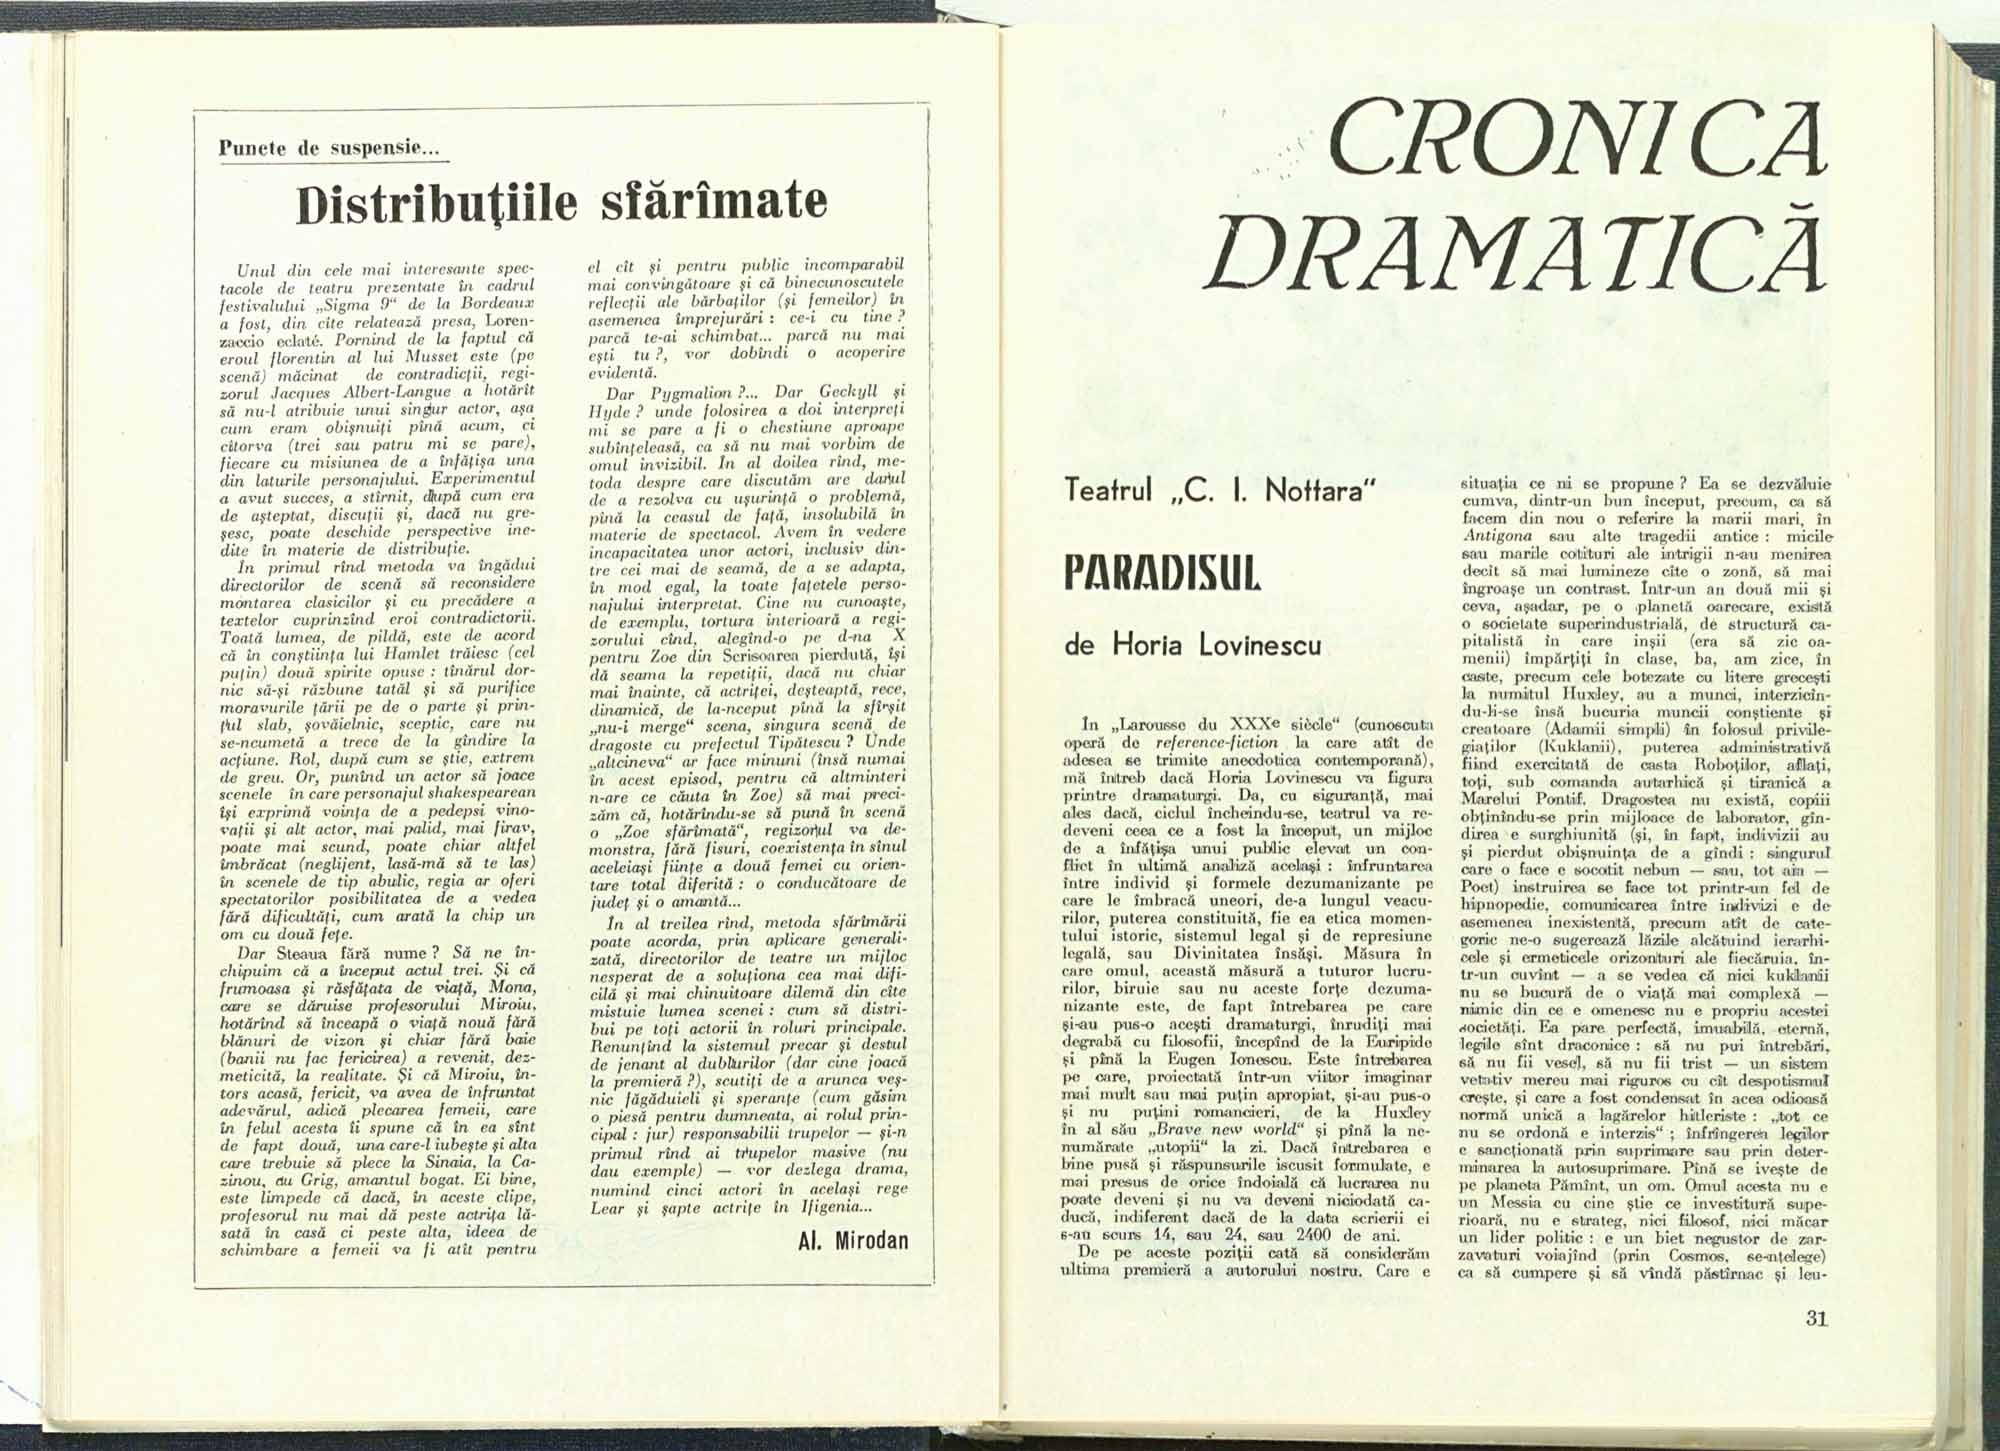 Puncte de suspensie...
Distribuţiile sfărîmate
Unul din cele mai interesante spec-
tacole de teatru prezentate în cadrul
festivalului „Sigma 9“ de la Bordeaux
a fost, din cîte relatează presa, Loren-
zaccio eclaté. Pornind de la faptul că
eroul florentin al lui Musset este (pe
scenă) măcinat de contradicţii, regi-
zorul Jacques Albert-Langue a hotărît
să nu-l atribuie unui singur actor, aşa
cum eram obişnuiţi pînă acum, ci
cîtorva (trei sau patru mi se pare),
fiecare cu misiunea de a înfăţişa una
din laturile personajului. Experimentul
a avut succes, a stîrnit, după cum era
de aşteptat, discuţii şi, dacă nu gre-
şesc, poate deschide perspective ine-
dite în materie de distribuţie.
In primul rînd metoda va îngădui
directorilor de scenă să reconsidere
montarea clasicilor şi cu precădere a
textelor cuprinzînd eroi contradictorii.
Toată lumea, de pildă, este de acord
că în conştiinţa lui Hamlet trăiesc (cel
puţin) două spirite opuse : tînărul dor-
nic să-şi răzbune tatăl şi să purifice
moravurile ţării pe de o parte şi prin-
ţul slab, şovăielnic, sceptic, care nu
se-ncumetă a trece de la gîndire la
acţiune. Rol, după cum se ştie, extrem
de greu. Or, punînd un actor să joace
scenele în care personajul shakespearean
îşi exprimă voinţa de a pedepsi vino-
vaţii şi alt actor, mai palid, mai firav,
poate mai scund, poate chiar altfel
îmbrăcat (neglijent, lasă-mă să te las)
în scenele de tip abulic, regia ar oferi
spectatorilor posibilitatea de a vedea
fără dificultăţi, cum arată la chip un
om cu două feţe.
Dar Steaua fără nume ? Să ne în-
chipuim că a început actul trei. Şi că
frumoasa şi răsfăţata de viaţă, Mona,
care se dăruise profesorului Miroiu,
hotărînd să înceapă o viaţă nouă fără
blănuri de vizon şi chiar fără baie
(banii nu fac fericirea) a revenit, dez-
meticită, la realitate. Şi că Miroiu, în-
tors acasă, fericit, va avea de înfruntat
adevărul, adică plecarea femeii, care
în felul acesta îi spune că în ea sînt
de fapt două, una care-l iubeşte şi alta
care trebuie să plece la Sinaia, la Ca-
zinou, cu Grig, amantul bogat. Ei bine,
este limpede că dacă, în aceste clipe,
profesorul nu mai dă peste actriţa lă-
sată în casă ci peste alta, ideea de
schimbare a femeii va fi atît pentru
el cît şi pentru public incomparabil
mai convingătoare şi că binecunoscutele
reflecţii ale bărbaţilor (şi femeilor) în
asemenea împrejurări : ce-i cu tine ?
parcă te-ai schimbat... parcă nu mai
eşti tu ?, vor dobîndi o acoperire
evidentă.
Dar Pygmalion ?... Dar Geckyll şi
Hyde ? unde folosirea a doi interpreţi
mi se pare a fi o chestiune aproape
subînţeleasă, ca să nu mai vorbim de
omul invizibil. In al doilea rînd, me-
toda despre care discutăm are darul
de a rezolva cu uşurinţă o problemă,
pînă la ceasul de faţă, insolubilă în
materie de spectacol. Avem în vedere
incapacitatea unor actori, inclusiv din-
tre cei mai de seamă, de a se adapta,
în mod egal, la toate faţetele perso-
najului interpretat. Cine nu cunoaşte,
de exemplu, tortura interioară a regi-
zorului cînd, alegînd-o pe d-na X
pentru Zoe din Scrisoarea pierdută, îşi
dă seama la repetiţii, dacă nu chiar
mai înainte, că actriţei, deşteaptă, rece,
dinamică, de la-nceput pînă la sfîrşit
„nu-i merge“ scena, singura scenă de
dragoste cu prefectul Tipătescu ? Unde
„altcineva“ ar face minuni (însă numai
în acest episod, pentru că altminteri
n-are ce căuta în Zoe) să mai preci-
zăm că, hotărîndu-se să pună în scenă
o „Zoe sfărîmată“, regizorul va de-
monstra, fără fisuri, coexistenţa în sînul
aceleiaşi fiinţe a două femei cu orien-
tare total diferită : o conducătoare de
judeţ şi o amantă...
In al treilea rînd, metoda sfărîmării
poate acorda, prin aplicare generali-
zată, directorilor de teatre un mijloc
nesperat de a soluţiona cea mai difi-
cilă şi mai chinuitoare dilemă din cîte
mistuie lumea scenei : cum să distri-
bui pe toţi actorii în roluri principale.
Renunţînd la sistemul precar şi destul
de jenant al dublurilor (dar cine joacă
la premieră ?), scutiţi de a arunca veş-
nic făgăduieli şi speranţe (cum găsim
o piesă pentru dumneata, ai rolul prin-
cipal : jur) responsabilii trupelor — şi-n
primul rînd ai trupelor masive (nu
dau exemple) — vor dezlega drama,
numind cinci actori în acelaşi rege
Lear şi şapte actriţe în Ifigenia...
Al. Mirodan
CRONICA
DRAMATICĂ
Teatrul „C. I. Nottara“
PARADISUL
de Horia Lovinescu
In „Larousse du XXXe siècle“ (cunoscuta
operă de reference-fiction la care atît de
adesea se trimite anecdotica contemporană),
mă întreb dacă Horia Lovinescu va figura
printre dramaturgi. Da, cu siguranţă, mai
ales dacă, ciclul încheindu-se, teatrul va re-
deveni ceea ce a fost la început, un mijloc
de a înfăţişa unui public elevat un con-
flict în ultimă analiză acelaşi : înfruntarea
între individ şi formele dezumanizante pe
care le îmbracă uneori, de-a lungul veacu-
rilor, puterea constituită, fie ea etica momen-
tului istoric, sistemul legal şi de represiune
legală, sau Divinitatea însăşi. Măsura în
care omul, această măsură a tuturor lucru-
rilor, biruie sau nu aceste forţe dezuma-
nizante este, de fapt întrebarea pe care
şi-au pus-o aceşti dramaturgi, înrudiţi mai
degrabă cu filosofii, începînd de la Euripide
şi pînă la Eugen Ionescu. Este întrebarea
pe care, proiectată într-un viitor imaginar
mai mult sau mai puţin apropiat, şi-au pus-o
şi nu puţini romancieri, de la Huxley
în al său „Brave new world“ şi pînă la ne-
numărate „utopii“ la zi. Dacă întrebarea e
bine pusă şi răspunsurile iscusit formulate, e
mai presus de orice îndoială că lucrarea nu
poate deveni şi nu va deveni niciodată ca-
ducă, indiferent dacă de la data scrierii ei
s-au scurs 14, sau 24, sau 2400 de ani.
De pe aceste poziţii cată să considerăm
ultima premieră a autorului nostru. Care e
situaţia ce ni se propune ? Ea se dezvăluie
cumva, dintr-un bun început, precum, ca să
facem din nou o referire la marii mari, în
Antigona sau alte tragedii antice : micile
sau marile cotituri ale intrigii n-au menirea
decît să mai lumineze cîte o zonă, să mai
îngroaşe un contrast. Într-un an două mii şi
ceva, aşadar, pe o planetă oarecare, există
o societate superindustrială, de structură ca-
pitalistă în care inşii (era să zic oa-
menii) împărţiţi în clase, ba, am zice, în
caste, precum cele botezate cu litere greceşti
la numitul Huxley, au a munci, interzicîn-
du-li-se însă bucuria muncii conştiente şi
creatoare (Adamii simpli) în folosul privile-
giaţilor (Kuklanii), puterea administrativă
fiind exercitată de casta Roboţilor, aflaţi,
toţi, sub comanda autarhică şi tiranică a
Marelui Pontif. Dragostea nu există, copiii
obţinîndu-se prin mijloace de laborator, gîn-
direa e surghiunită (şi, în fapt, indivizii au
şi pierdut obişnuinţa de a gîndi : singurul
care o face e socotit nebun — sau, tot aia —
Poet) instruirea se face tot printr-un fel de
hipnopedie, comunicarea între indivizi e de
asemenea inexistentă, precum atît de cate-
goric ne-o sugerează lăzile alcătuind ierarhi-
cele şi ermeticele orizonturi ale fiecăruia, în-
tr-un cuvînt — a se vedea că nici kuklanii
nu se bucură de o viaţă mai complexă —
nimic din ce e omenesc nu e propriu acestei
societăţi. Ea pare perfectă, imuabilă, eternă,
legile sînt draconice : să nu pui întrebări,
să nu fii vesel, să nu fii trist — un sistem
vetativ mereu mai riguros cu cît despotismul
creşte, şi care a fost condensat în acea odioasă
normă unică a lagărelor hitleriste : „tot ce
nu se ordonă e interzis“ ; înfrîngerea legilor
e sancţionată prin suprimare sau prin deter-
minarea la autosuprimare. Pînă se iveşte de
pe planeta Pămînt, un om. Omul acesta nu e
un Messia cu cine ştie ce investitură supe-
rioară, nu e strateg, nici filosof, nici măcar
un lider politic : e un biet negustor de zar-
zavaturi voiajînd (prin Cosmos, se-nţelege)
ca să cumpere şi să vîndă păstîrnac şi leu-
31